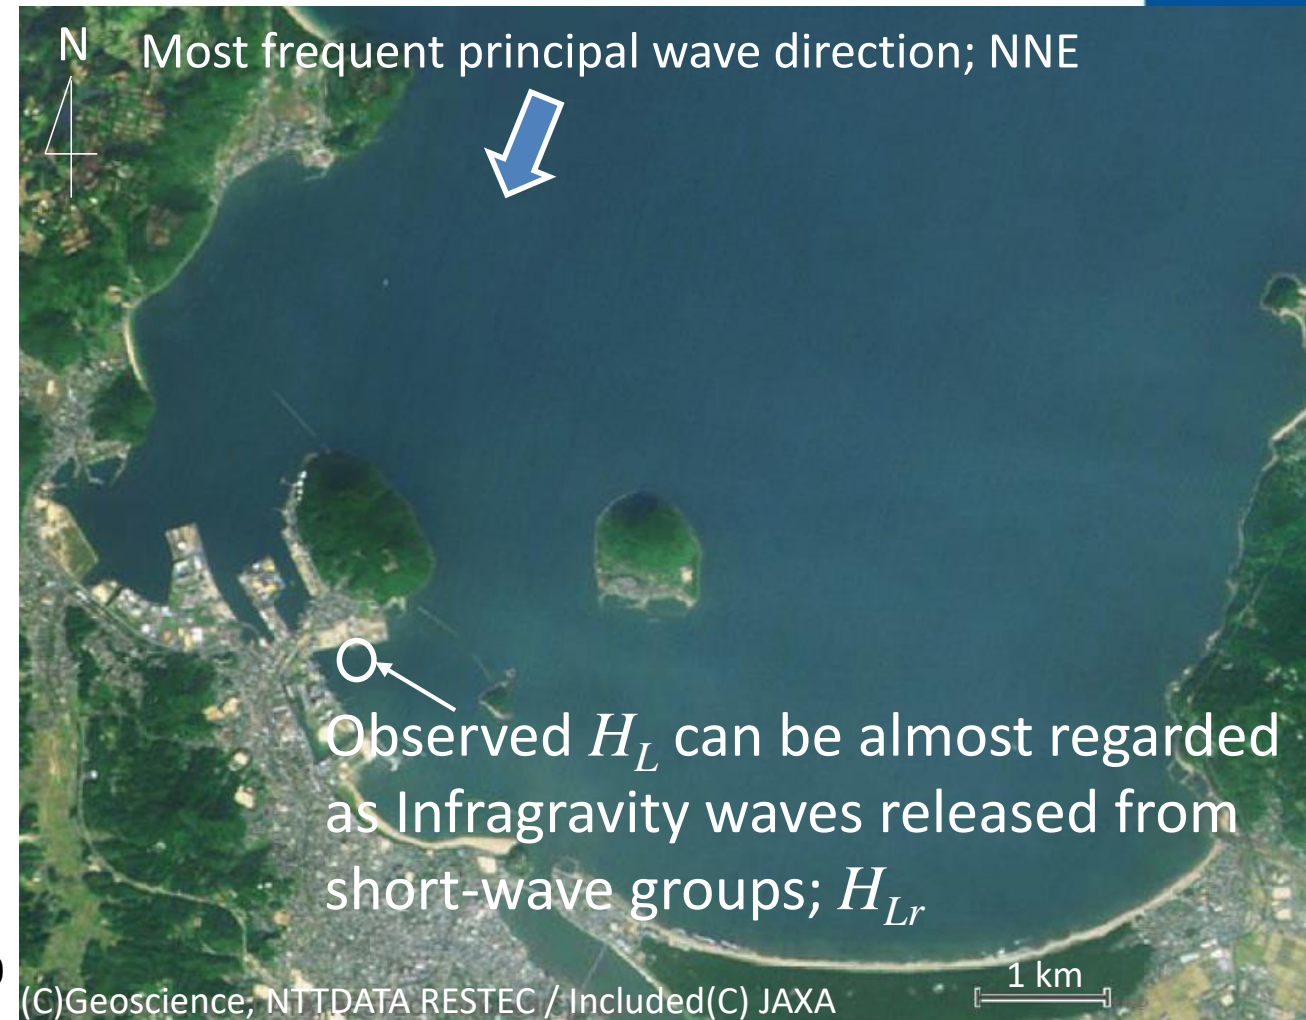 N
Most frequent principal wave direction; NNE
Observed H_L can be almost regarded
as Infragravity waves released from
short-wave groups; H_Lr
1 km
(C)Geoscience, NTTDATA RESTEC / Included(C) JAXA